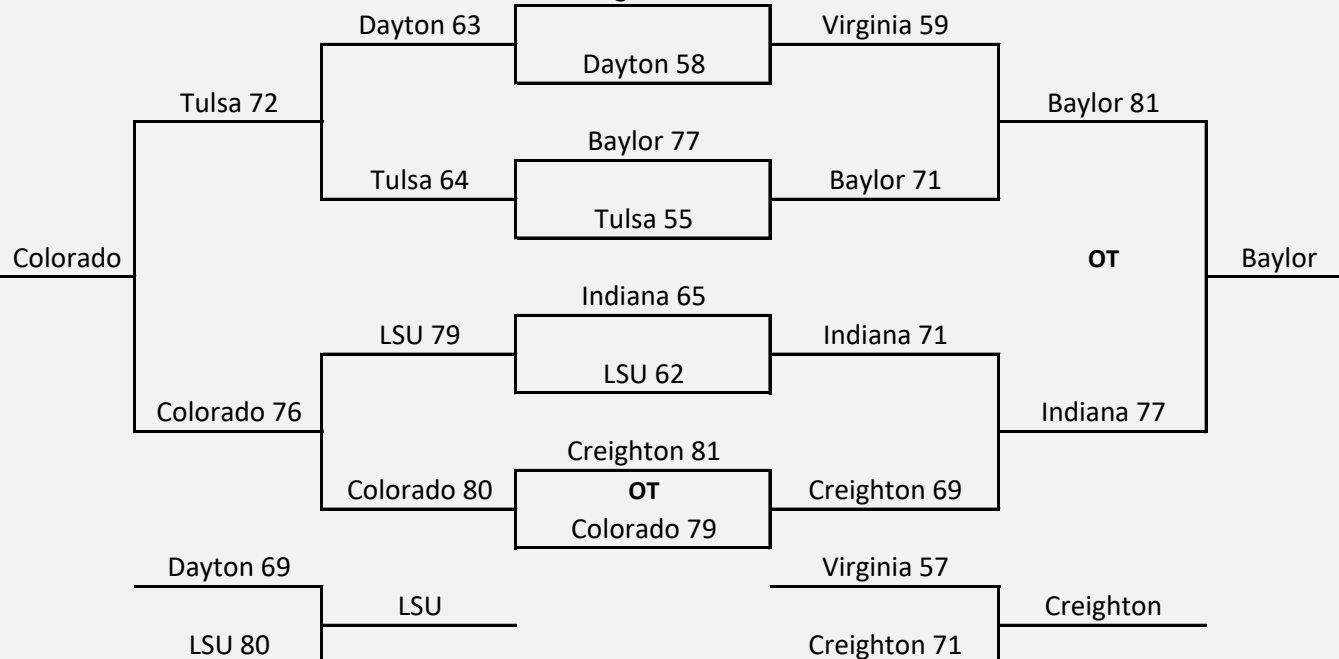 Dayton 63
Virginia 59
Dayton 58
Tulsa 72
Baylor 81
Baylor 77
Tulsa 64
Baylor 71
Tulsa 55
Colorado
OT
Baylor
Indiana 65
LSU 79
Indiana 71
LSU 62
Colorado 76
Indiana 77
Creighton 81
Colorado 80
OT
Creighton 69
Colorado 79
Dayton 69
Virginia 57
LSU
Creighton
LSU 80
Creighton 71